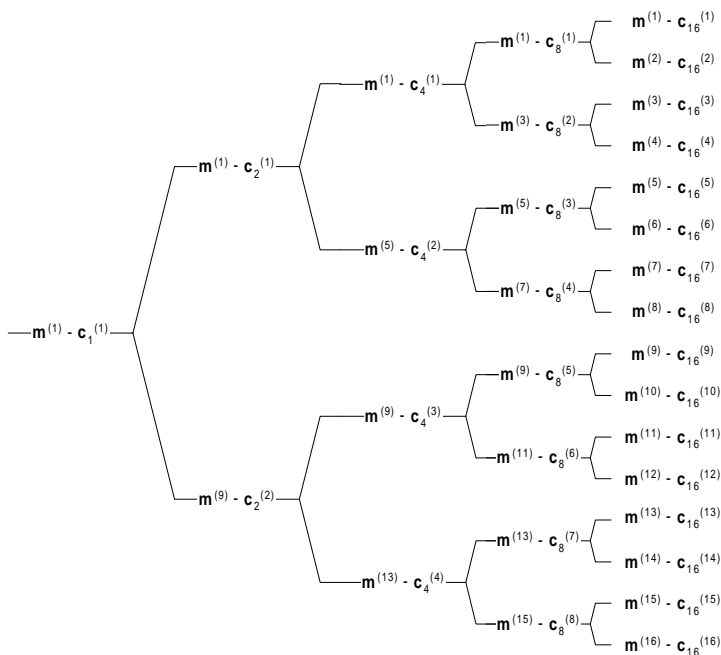 m(1) - c16(1)
m(1) - c8(1)
m(2) - c16(2)
m(1) - c4(1)
m(3) - c16(3)
m(3) - c8(2)
m(4) - c16(4)
m(1) - c2(1)
m(5) - c16(5)
m(5) - c8(3)
m(6) - c16(6)
m(5) - c4(2)
m(7) - c16(7)
m(7) - c8(4)
m(8) - c16(8)
m(1) - c1(1)
m(9) - c16(9)
m(9) - c8(5)
m(10) - c16(10)
m(9) - c4(3)
m(11) - c16(11)
m(11) - c8(6)
m(12) - c16(12)
m(9) - c2(2)
m(13) - c16(13)
m(13) - c8(7)
m(14) - c16(14)
m(13) - c4(4)
m(15) - c16(15)
m(15) - c8(8)
m(16) - c16(16)